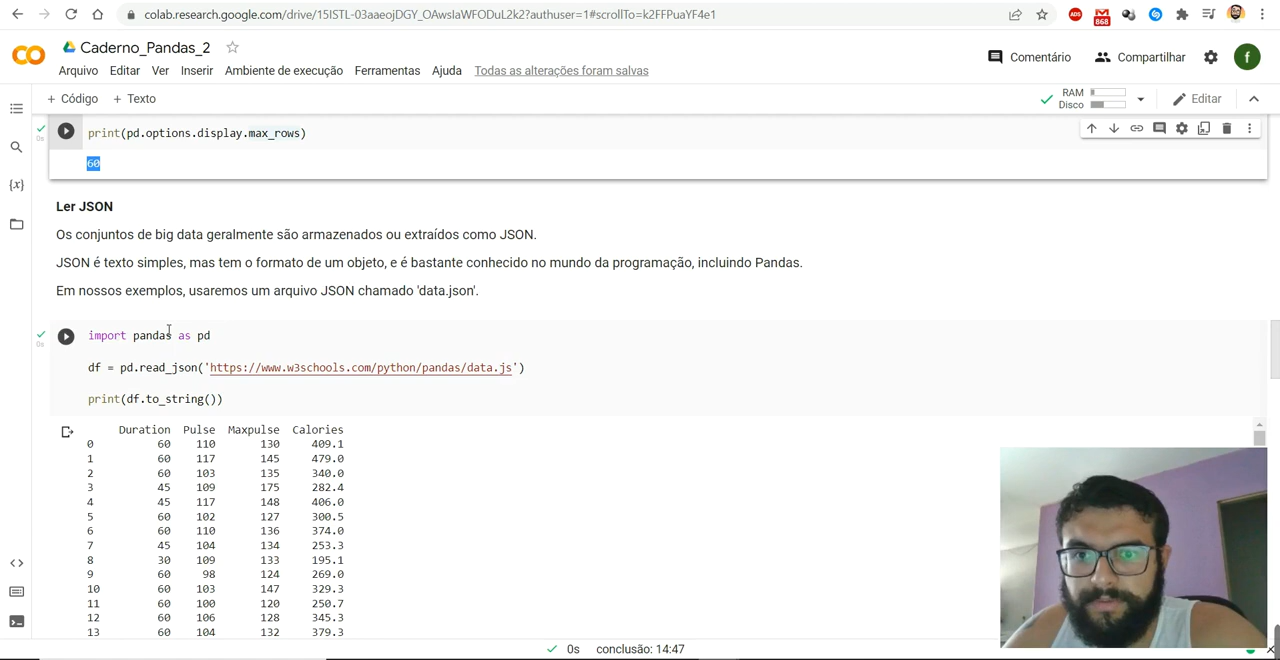 colab.research.google.com/drive/15ISTL-03aaeojDGY_OAwsIaWFODuL2k2?authuser=1#scrollTo=k2FFPuaYF4e1
ADS
868
CO
Caderno_Pandas_2
Arquivo Editar Ver Inserir Ambiente de execução Ferramentas Ajuda Todas as alterações foram salvas
Comentário
Compartilhar
f
+ Código + Texto
RAM
Disco
Editar
0s
print(pd.options.display.max_rows)
60
{x}
Ler JSON
Os conjuntos de big data geralmente são armazenados ou extraídos como JSON.
JSON é texto simples, mas tem o formato de um objeto, e é bastante conhecido no mundo da programação, incluindo Pandas.
Em nossos exemplos, usaremos um arquivo JSON chamado 'data.json'.
0s
import pandas as pd
df = pd.read_json('https://www.w3schools.com/python/pandas/data.js')
print(df.to_string())
Duration Pulse Maxpulse Calories
0 60 110 130 409.1
1 60 117 145 479.0
2 60 103 135 340.0
3 45 109 175 282.4
4 45 117 148 406.0
5 60 102 127 300.5
6 60 110 136 374.0
7 45 104 134 253.3
8 30 109 133 195.1
9 60 98 124 269.0
10 60 103 147 329.3
11 60 100 120 250.7
12 60 106 128 345.3
13 60 104 132 379.3
0s conclusão: 14:47